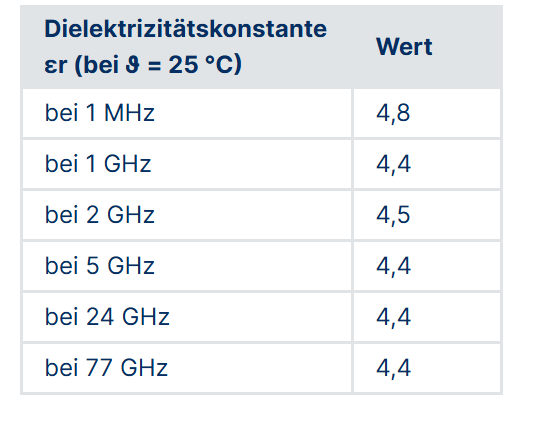 Dielektrizitätskonstante
εr (bei ϑ = 25 °C)
Wert
bei 1 MHz 4,8
bei 1 GHz 4,4
bei 2 GHz 4,5
bei 5 GHz 4,4
bei 24 GHz 4,4
bei 77 GHz 4,4